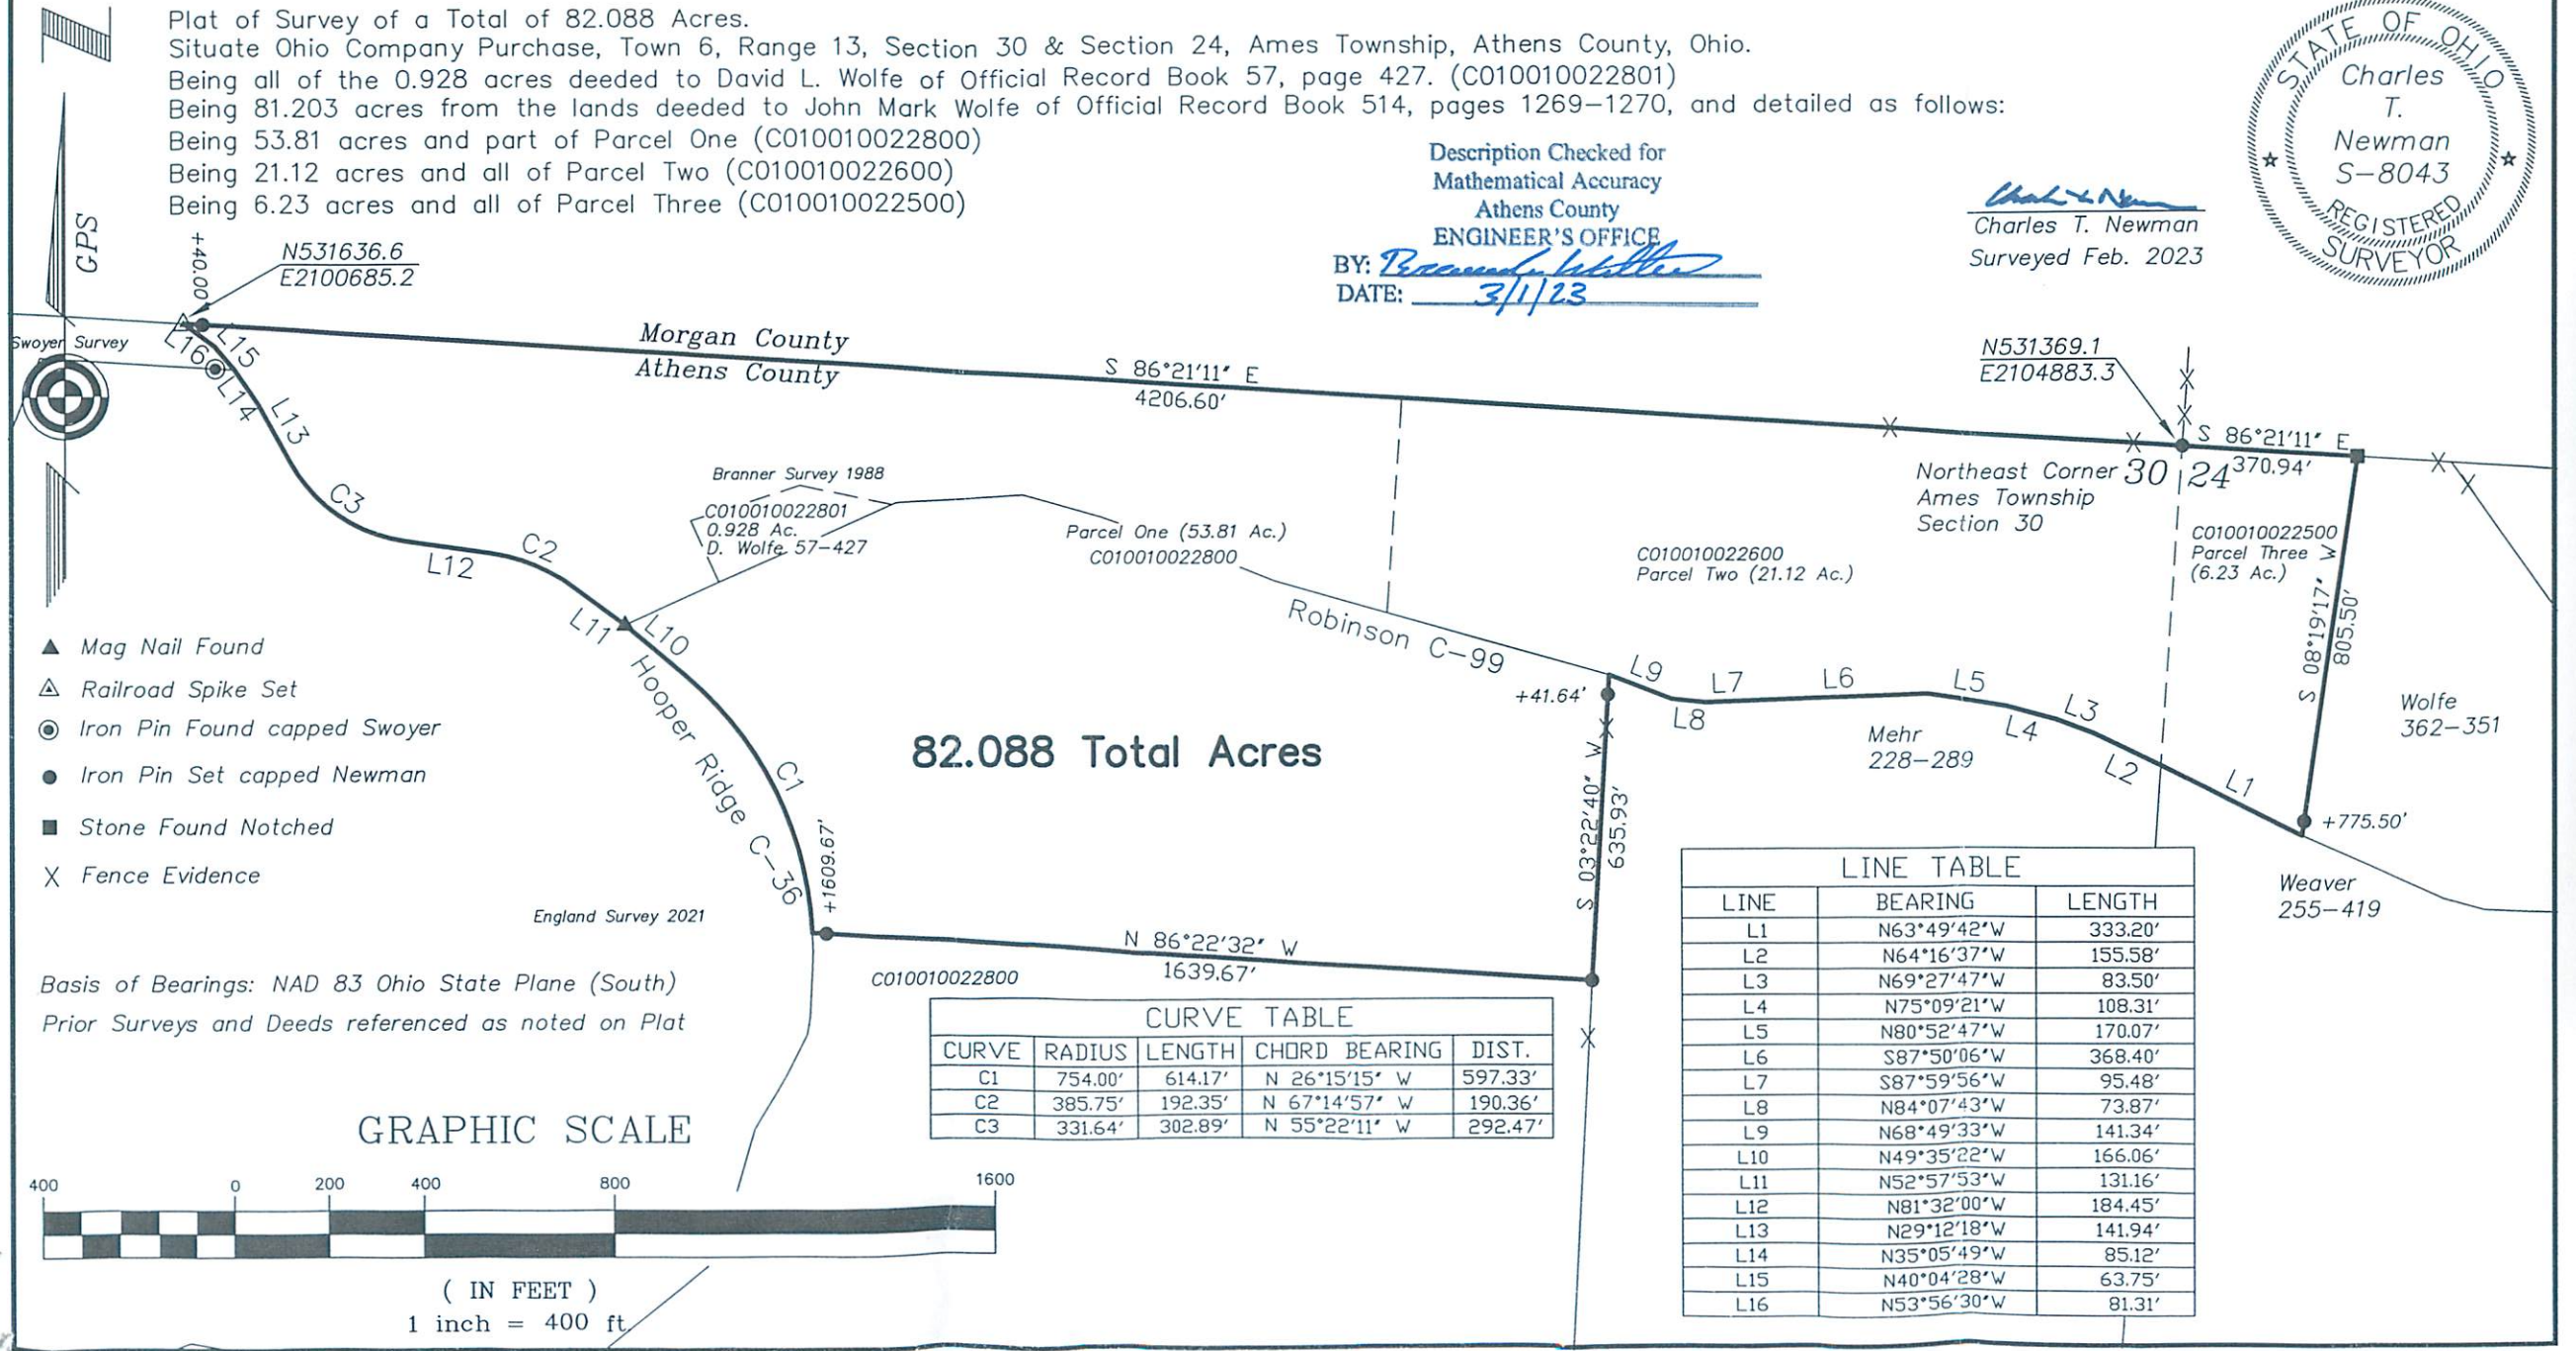 Plat of Survey of a Total of 82.088 Acres.
Situate Ohio Company Purchase, Town 6, Range 13, Section 30 & Section 24, Ames Township, Athens County, Ohio.
Being all of the 0.928 acres deeded to David L. Wolfe of Official Record Book 57, page 427. (C010010022801)
Being 81.203 acres from the lands deeded to John Mark Wolfe of Official Record Book 514, pages 1269-1270, and detailed as follows:
Being 53.81 acres and part of Parcel One (C010010022800)
Being 21.12 acres and all of Parcel Two (C010010022600)
Being 6.23 acres and all of Parcel Three (C010010022500)
Description Checked for
Mathematical Accuracy
Athens County
ENGINEER'S OFFICE
BY:
DATE: 3/1/23
Charles T. Newman
Surveyed Feb. 2023
STATE OF OHIO
Charles
T.
Newman
S-8043
REGISTERED
SURVEYOR
GPS
+40.00'
N531636.6
E2100685.2
Swoyer Survey
L16
L15
L14
L13
C3
L12
C2
L11
L10
Hooper Ridge C-36
C1
+1609.67'
Morgan County
Athens County
S 86°21'11" E
4206.60'
N531369.1
E2104883.3
S 86°21'11" E
370.94'
Northeast Corner
Ames Township
Section 30
30 24
Branner Survey 1988
C010010022801
0.928 Ac.
D. Wolfe 57-427
Parcel One (53.81 Ac.)
C010010022800
C010010022600
Parcel Two (21.12 Ac.)
C010010022500
Parcel Three
(6.23 Ac.)
S 08°19'17" W
805.50'
Robinson C-99
+41.64'
L9
L8
L7
L6
L5
L4
L3
L2
L1
Mehr
228-289
Wolfe
362-351
+775.50'
Weaver
255-419
82.088 Total Acres
S 03°22'40" W
635.93'
N 86°22'32" W
1639.67'
C010010022800
Mag Nail Found
Railroad Spike Set
Iron Pin Found capped Swoyer
Iron Pin Set capped Newman
Stone Found Notched
X Fence Evidence
England Survey 2021
Basis of Bearings: NAD 83 Ohio State Plane (South)
Prior Surveys and Deeds referenced as noted on Plat
CURVE TABLE
CURVE RADIUS LENGTH CHORD BEARING DIST.
C1 754.00' 614.17' N 26°15'15" W 597.33'
C2 385.75' 192.35' N 67°14'57" W 190.36'
C3 331.64' 302.89' N 55°22'11" W 292.47'
LINE TABLE
LINE BEARING LENGTH
L1 N63°49'42"W 333.20'
L2 N64°16'37"W 155.58'
L3 N69°27'47"W 83.50'
L4 N75°09'21"W 108.31'
L5 N80°52'47"W 170.07'
L6 S87°50'06"W 368.40'
L7 S87°59'56"W 95.48'
L8 N84°07'43"W 73.87'
L9 N68°49'33"W 141.34'
L10 N49°35'22"W 166.06'
L11 N52°57'53"W 131.16'
L12 N81°32'00"W 184.45'
L13 N29°12'18"W 141.94'
L14 N35°05'49"W 85.12'
L15 N40°04'28"W 63.75'
L16 N53°56'30"W 81.31'
GRAPHIC SCALE
400 0 200 400 800 1600
( IN FEET )
1 inch = 400 ft.